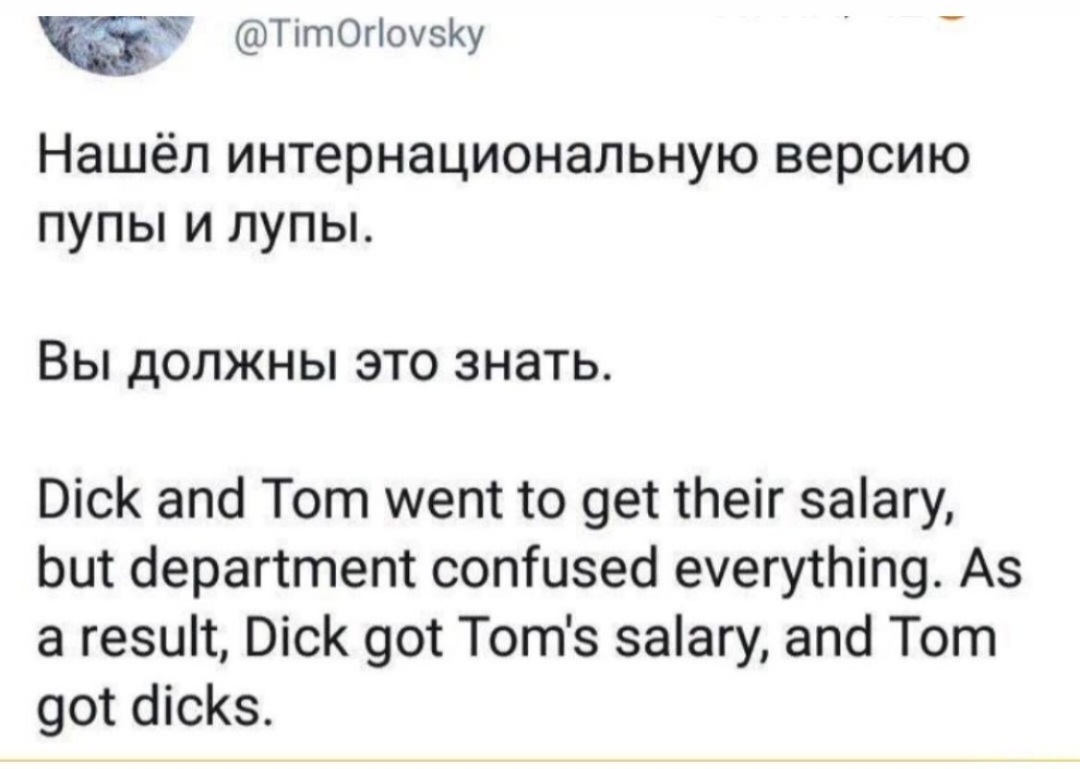 @TimOrlovsky
Нашёл интернациональную версию
пупы и лупы.
Вы должны это знать.
Dick and Tom went to get their salary,
but department confused everything. As
a result, Dick got Tom's salary, and Tom
got dicks.